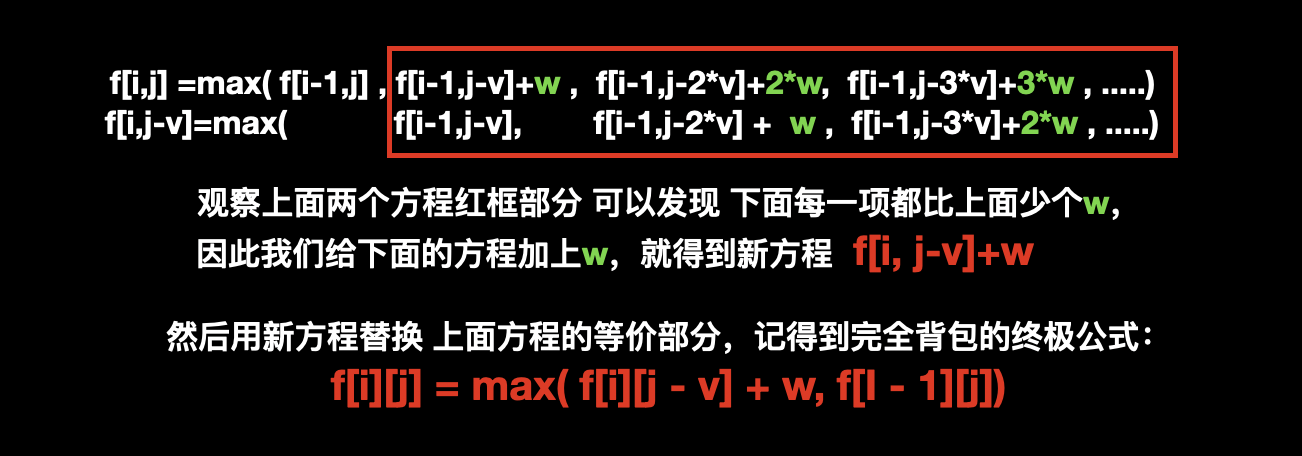 f[i,j] =max( f[i-1,j] , f[i-1,j-v]+w , f[i-1,j-2*v]+2*w, f[i-1,j-3*v]+3*w , .....)
f[i,j-v]=max( f[i-1,j-v], f[i-1,j-2*v] + w , f[i-1,j-3*v]+2*w , .....)
观察上面两个方程红框部分 可以发现 下面每一项都比上面少个w，
因此我们给下面的方程加上w，就得到新方程 f[i, j-v]+w
然后用新方程替换 上面方程的等价部分，记得到完全背包的终极公式：
f[i][j] = max( f[i][j - v] + w, f[I - 1][j])